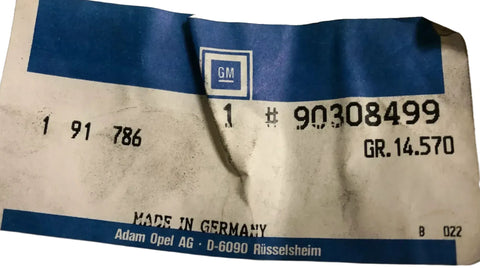 GM
1 # 90308499
1 91 786
GR.14.570
MADE IN GERMANY
B 022
Adam Opel AG · D-6090 Rüsselsheim